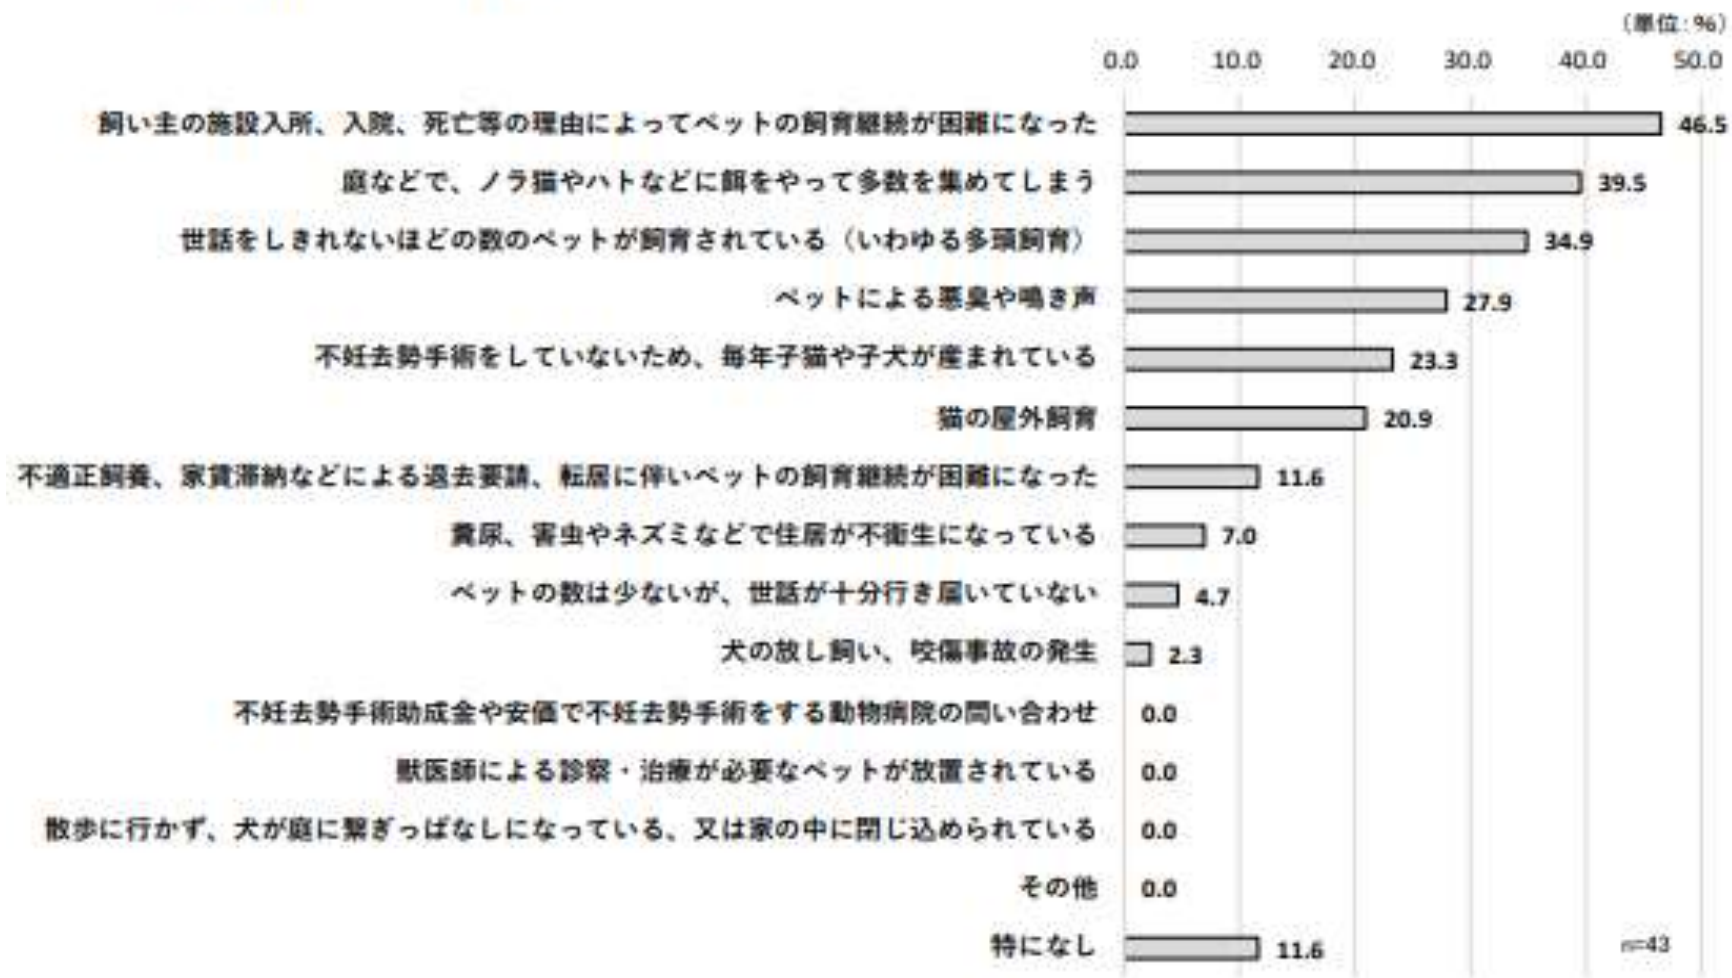 (単位:%)
0.0 10.0 20.0 30.0 40.0 50.0
飼い主の施設入所、入院、死亡等の理由によってペットの飼育継続が困難になった 46.5
庭などで、ノラ猫やハトなどに餌をやって多数を集めてしまう 39.5
世話をしきれないほどの数のペットが飼育されている（いわゆる多頭飼育） 34.9
ペットによる悪臭や鳴き声 27.9
不妊去勢手術をしていないため、毎年子猫や子犬が産まれている 23.3
猫の屋外飼育 20.9
不適正飼養、家賃滞納などによる退去要請、転居に伴いペットの飼育継続が困難になった 11.6
糞尿、害虫やネズミなどで住居が不衛生になっている 7.0
ペットの数は少ないが、世話が十分行き届いていない 4.7
犬の放し飼い、咬傷事故の発生 2.3
不妊去勢手術助成金や安価で不妊去勢手術をする動物病院の問い合わせ 0.0
獣医師による診察・治療が必要なペットが放置されている 0.0
散歩に行かず、犬が庭に繋ぎっぱなしになっている、又は家の中に閉じ込められている 0.0
その他 0.0
特になし 11.6
n=43